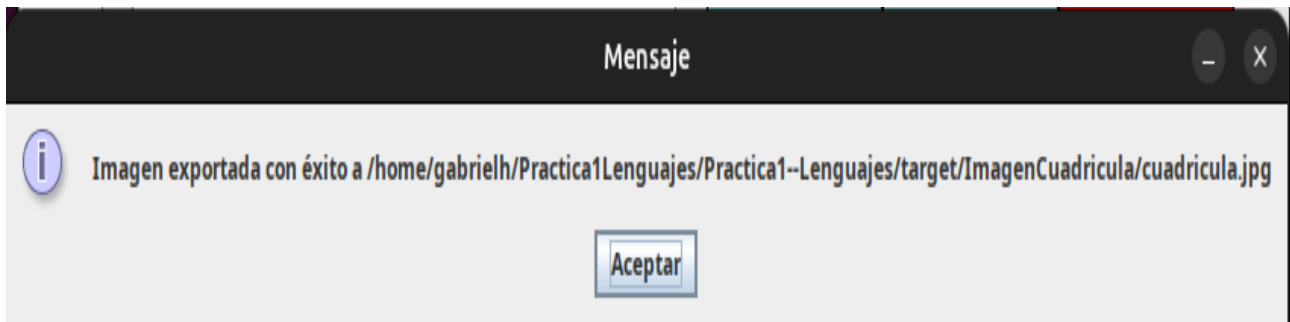 Mensaje
Imagen exportada con éxito a /home/gabrielh/Practica1Lenguajes/Practica1--Lenguajes/target/ImagenCuadricula/cuadricula.jpg
Aceptar